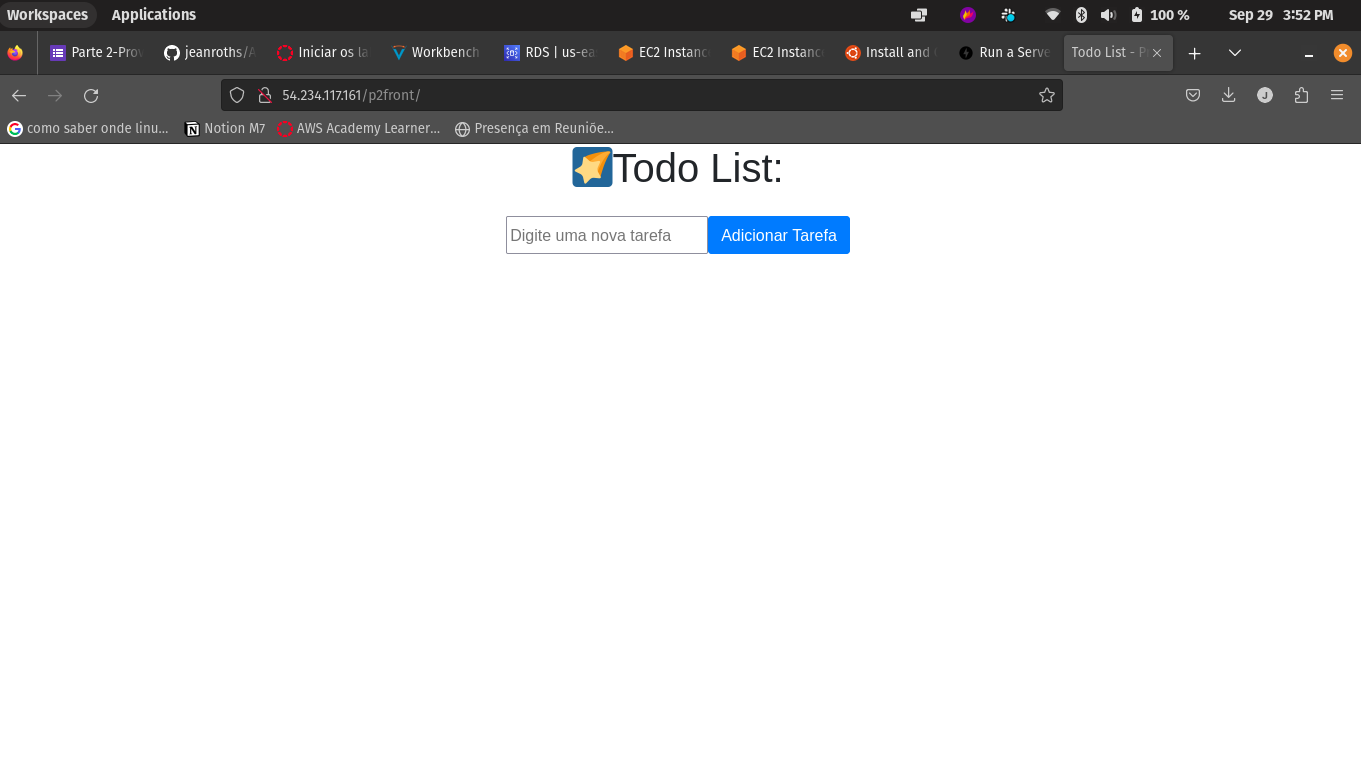 Workspaces Applications 100 % Sep 29 3:52 PM
Parte 2-Prov jeanroths/A Iniciar os la Workbench RDS | us-ea EC2 Instanc EC2 Instanc Install and Run a Serve Todo List - P
54.234.117.161/p2front/ J
como saber onde linu... Notion M7 AWS Academy Learner... Presença em Reuniõe...
Todo List:
Digite uma nova tarefa Adicionar Tarefa